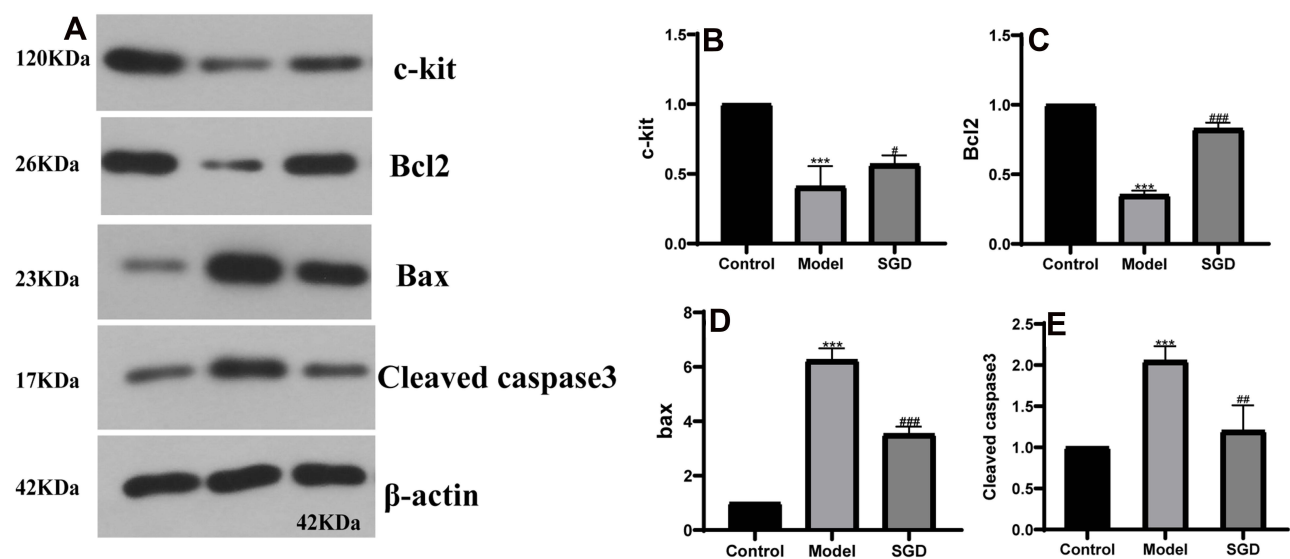 A
120KDa
c-kit
26KDa
Bcl2
23KDa
Bax
17KDa
Cleaved caspase3
42KDa
β-actin
42KDa
B
c-kit
1.5
1.0
0.5
0.0
***
#
Control Model SGD
C
Bcl2
1.5
1.0
0.5
0.0
***
###
Control Model SGD
D
bax
8
6
4
2
0
***
###
Control Model SGD
E
Cleaved caspase3
2.5
2.0
1.5
1.0
0.5
0.0
***
##
Control Model SGD